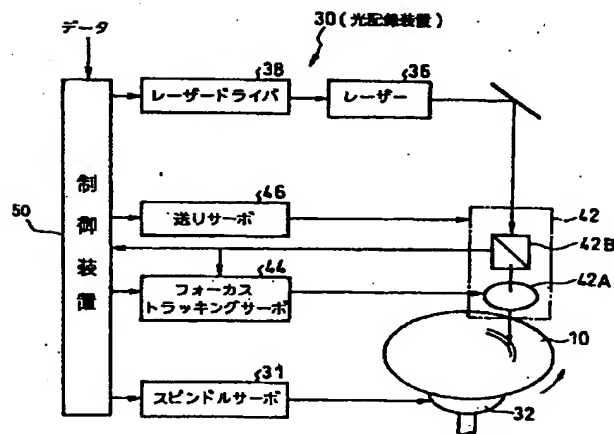 データ
30(光記録装置)
38
レーザードライバ
36
レーザー
制御装置
50
46
送りサーボ
42
42B
44
フォーカス
トラッキングサーボ
42A
10
31
スピンドルサーボ
32